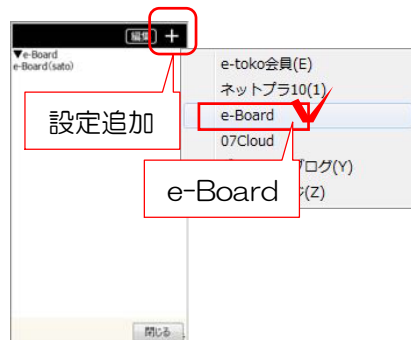 編集 +
▼e-Board
e-Board(sato)
設定追加
閉じる
e-toko会員(E)
ネットプラ10(1)
e-Board
07Cloud
ブログ(Y)
(Z)
e-Board